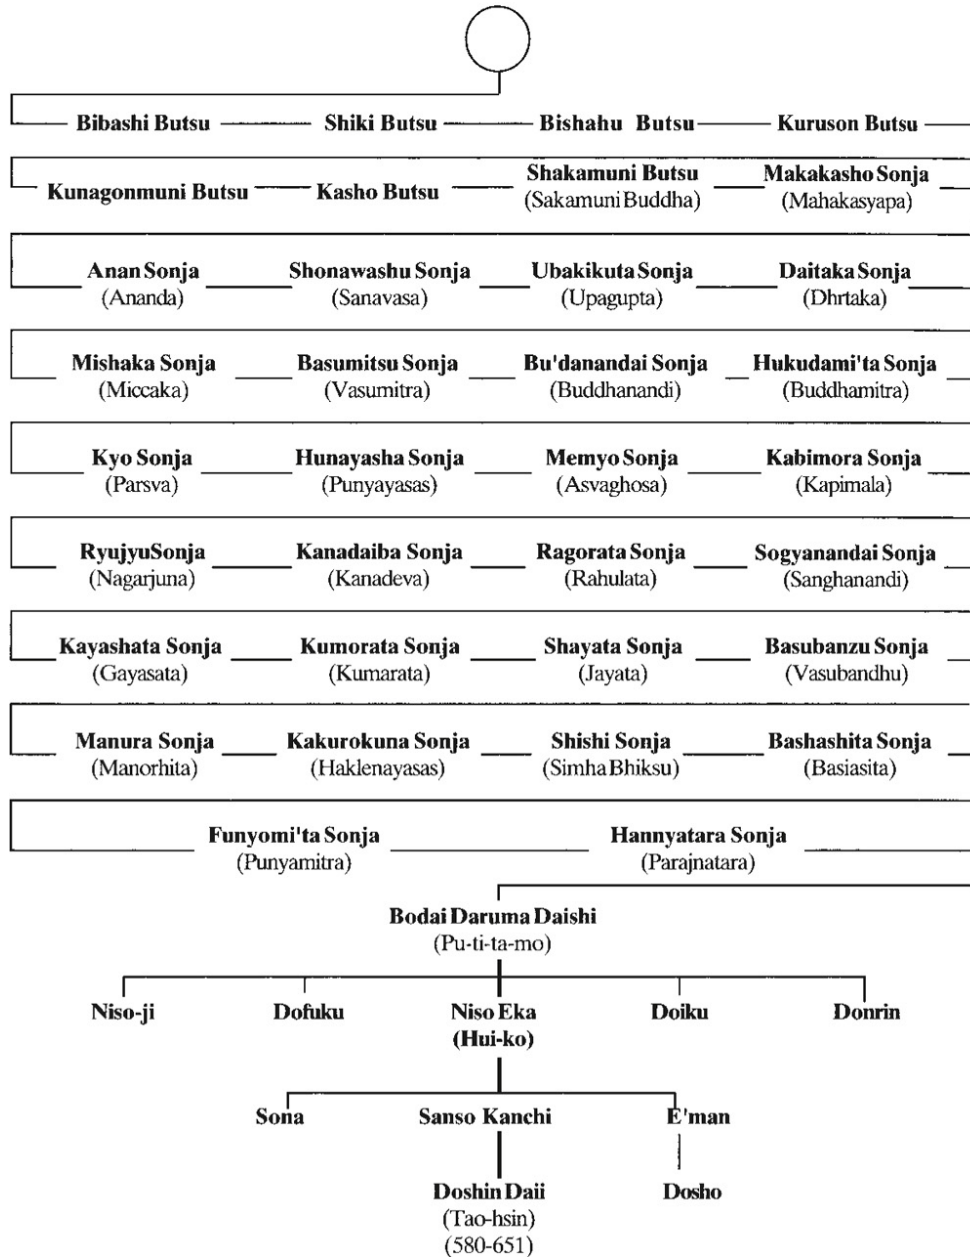 Bibashi Butsu Shiki Butsu Bishahu Butsu Kuruson Butsu
Kunagonmuni Butsu Kasho Butsu Shakamuni Butsu Makakasho Sonja
(Sakamuni Buddha) (Mahakasyapa)
Anan Sonja Shonawashu Sonja Ubakikuta Sonja Daitaka Sonja
(Ananda) (Sanavasa) (Upagupta) (Dhrtaka)
Mishaka Sonja Basumitsu Sonja Bu'danandai Sonja Hukudami'ta Sonja
(Miccaka) (Vasumitra) (Buddhanandi) (Buddhamitra)
Kyo Sonja Hunayasha Sonja Memyo Sonja Kabimora Sonja
(Parsva) (Punyayasas) (Asvaghosa) (Kapimala)
RyujyuSonja Kanadaiba Sonja Ragorata Sonja Sogyanandai Sonja
(Nagarjuna) (Kanadeva) (Rahulata) (Sanghanandi)
Kayashata Sonja Kumorata Sonja Shayata Sonja Basubanzu Sonja
(Gayasata) (Kumarata) (Jayata) (Vasubandhu)
Manura Sonja Kakurokuna Sonja Shishi Sonja Bashashita Sonja
(Manorhita) (Haklenayasas) (Simha Bhiksu) (Basiasita)
Funyomi'ta Sonja Hannyatara Sonja
(Punyamitra) (Parajnatara)
Bodai Daruma Daishi
(Pu-ti-ta-mo)
Niso-ji Dofuku Niso Eka Doiku Donrin
(Hui-ko)
Sona Sanso Kanchi E'man
Doshin Daii Dosho
(Tao-hsin)
(580-651)